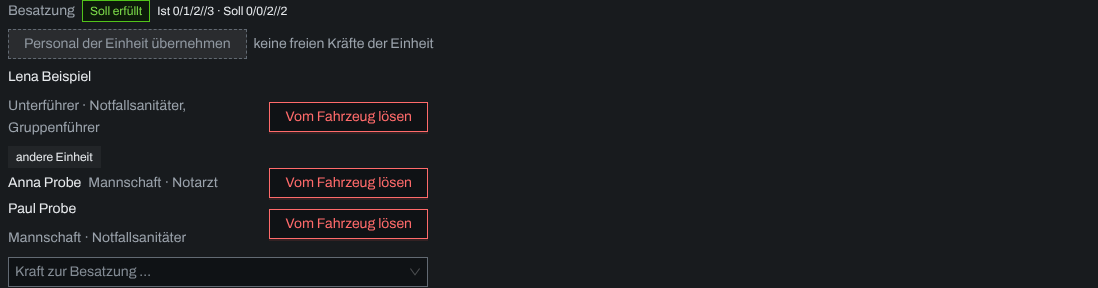 Besatzung Soll erfüllt Ist 0/1/2//3 · Soll 0/0/2//2
Personal der Einheit übernehmen keine freien Kräfte der Einheit
Lena Beispiel
Unterführer · Notfallsanitäter,
Gruppenführer
Vom Fahrzeug lösen
andere Einheit
Anna Probe Mannschaft · Notarzt Vom Fahrzeug lösen
Paul Probe
Mannschaft · Notfallsanitäter
Vom Fahrzeug lösen
Kraft zur Besatzung ...